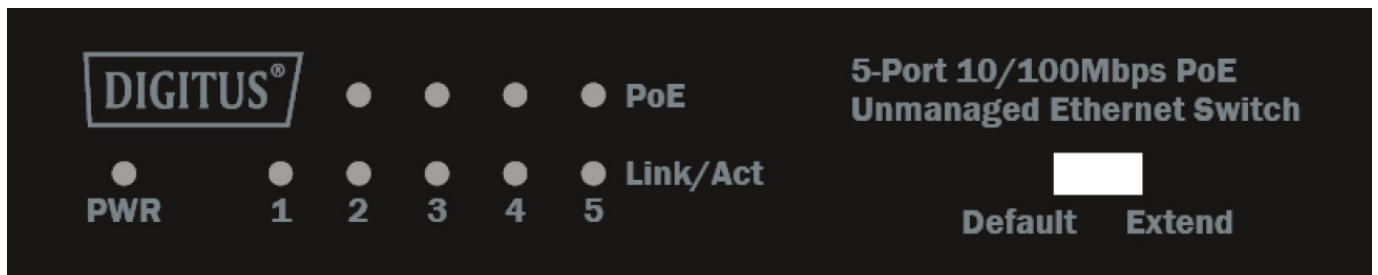 DIGITUS®
PoE
5-Port 10/100Mbps PoE
Unmanaged Ethernet Switch
Link/Act
PWR 1 2 3 4 5
Default Extend